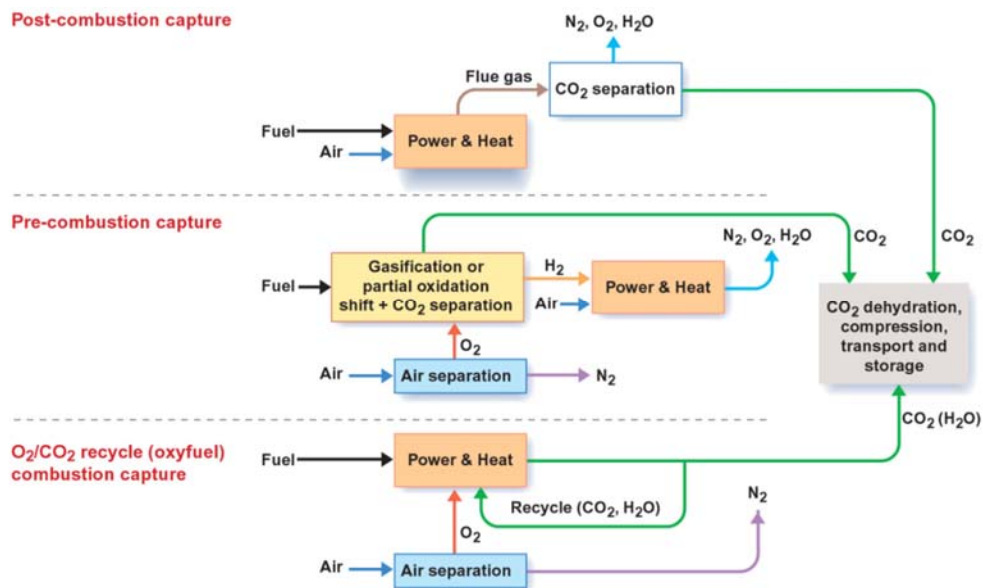 Post-combustion capture
N2, O2, H2O
Flue gas
CO2 separation
Fuel
Air
Power & Heat
CO2
Pre-combustion capture
Fuel
Gasification or
partial oxidation
shift + CO2 separation
H2
Air
Power & Heat
N2, O2, H2O
CO2
O2
Air
Air separation
N2
CO2 dehydration,
compression,
transport and
storage
CO2 (H2O)
O2/CO2 recycle (oxyfuel)
combustion capture
Fuel
Power & Heat
Recycle (CO2, H2O)
O2
N2
Air
Air separation